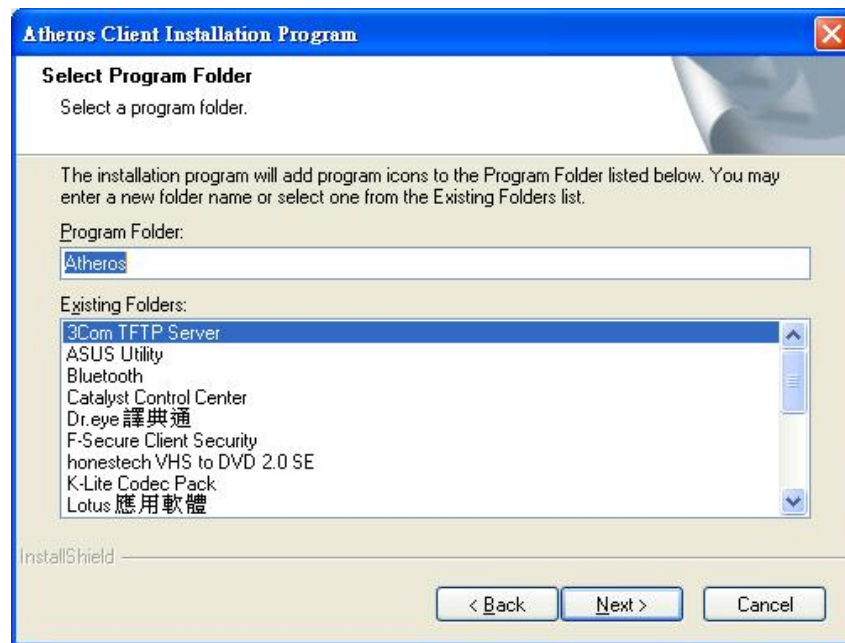 Atheros Client Installation Program
Select Program Folder
Select a program folder.
The installation program will add program icons to the Program Folder listed below. You may
enter a new folder name or select one from the Existing Folders list.
Program Folder:
Atheros
Existing Folders:
3Com TFTP Server
ASUS Utility
Bluetooth
Catalyst Control Center
Dr.eye 譯典通
F-Secure Client Security
honestech VHS to DVD 2.0 SE
K-Lite Codec Pack
Lotus 應用軟體
InstallShield
< Back
Next >
Cancel